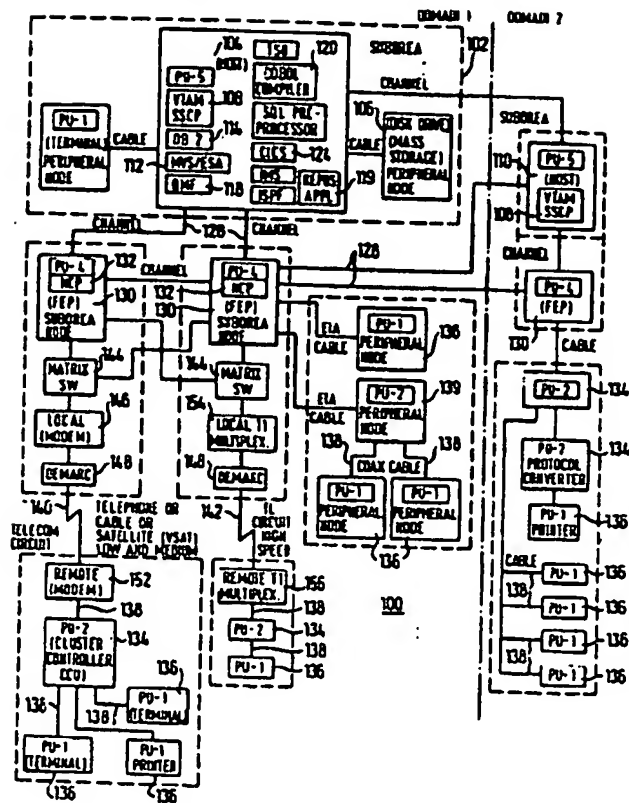 DOMAIN 1
DOMAIN 2
SUBAREA
102
106
(HOST)
PU-5
VTAM
SSCP
108
DB 2
114
112
MVS/ESA
RMF
118
TSO
120
COBOL
COMPILER
SQL PRE-
PROCESSOR
CICS
124
IMS
ISPF
REPOS.
APPL
119
CHANNEL
PU-1
(TERMINAL)
PERIPHERAL
NODE
CABLE
CABLE
106
(DISK DRIVE)
(MASS
STORAGE)
PERIPHERAL
NODE
SUBAREA
110
PU-5
(HOST)
VTAM
SSCP
108
CHANNEL
PU-4
(FEP)
130
CABLE
CHANNEL
128
CHANNEL
PU-4
NCP
132
130
(FEP)
SUBAREA
NODE
CHANNEL
PU-4
NCP
132
(FEP)
130
SUBAREA
NODE
128
MATRIX
SW
144
MATRIX
SW
144
LOCAL
(MODEM)
146
154
LOCAL T1
MULTIPLEX.
DEMARC
148
148
DEMARC
EIA
CABLE
PU-1
PERIPHERAL
NODE
136
EIA
CABLE
PU-2
PERIPHERAL
NODE
139
138
COAX CABLE
138
PU-1
PERIPHERAL
NODE
PU-1
PERIPHERAL
NODE
136
100
140
TELECOM
CIRCUIT
TELEPHONE OR
CABLE OR
SATELLITE (VSAT)
LOW AND MEDIUM
142
T1
CIRCUIT
HIGH
SPEED
REMOTE
(MODEM)
152
138
PU-2
(CLUSTER
CONTROLLER
CCU)
134
136
138
136
PU-1
(TERMINAL)
PU-1
(TERMINAL)
136
PU-1
PRINTER
136
REMOTE T1
MULTIPLEX.
156
138
PU-2
134
138
PU-1
136
PU-2
134
PU-2
PROTOCOL
CONVERTER
134
PU-1
PRINTER
136
CABLE
138
PU-1
136
PU-1
136
138
PU-1
136
PU-1
136